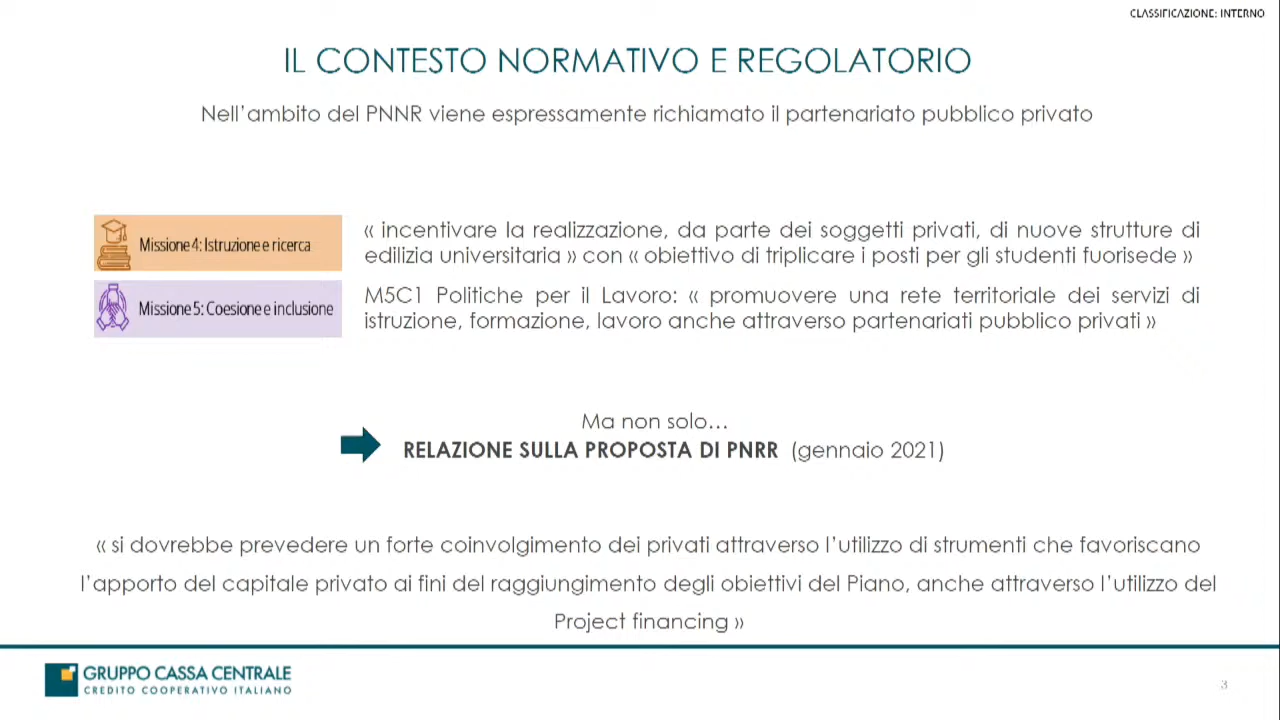 CLASSIFICAZIONE: INTERNO
IL CONTESTO NORMATIVO E REGOLATORIO
Nell'ambito del PNNR viene espressamente richiamato il partenariato pubblico privato
Missione 4: Istruzione e ricerca
« incentivare la realizzazione, da parte dei soggetti privati, di nuove strutture di
edilizia universitaria » con « obiettivo di triplicare i posti per gli studenti fuorisede »
Missione 5: Coesione e inclusione
M5C1 Politiche per il Lavoro: « promuovere una rete territoriale dei servizi di
istruzione, formazione, lavoro anche attraverso partenariati pubblico privati »
Ma non solo...
RELAZIONE SULLA PROPOSTA DI PNRR (gennaio 2021)
« si dovrebbe prevedere un forte coinvolgimento dei privati attraverso l'utilizzo di strumenti che favoriscano
l'apporto del capitale privato ai fini del raggiungimento degli obiettivi del Piano, anche attraverso l'utilizzo del
Project financing »
GRUPPO CASSA CENTRALE
CREDITO COOPERATIVO ITALIANO
3